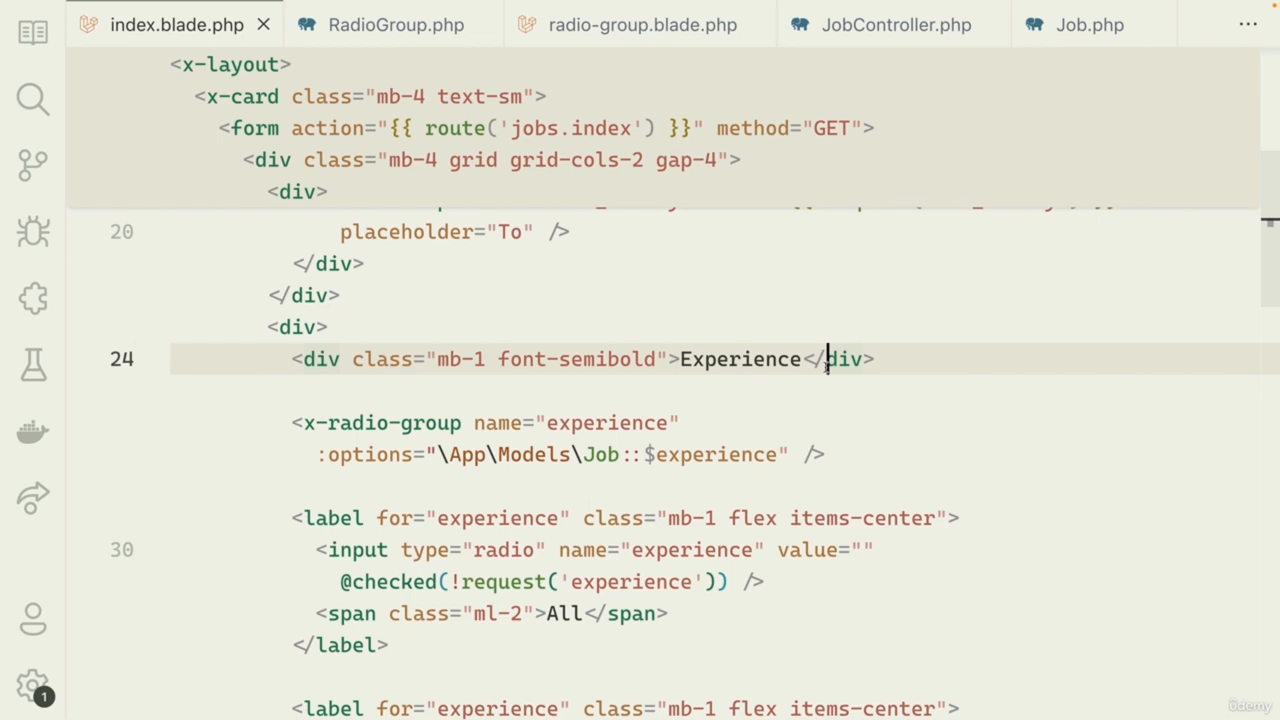 index.blade.php
RadioGroup.php
radio-group.blade.php
JobController.php
Job.php
<x-layout>
<x-card class="mb-4 text-sm">
<form action="{{ route('jobs.index') }}" method="GET">
<div class="mb-4 grid grid-cols-2 gap-4">
<div>
20 placeholder="To" />
</div>
</div>
<div>
24 <div class="mb-1 font-semibold">Experience</div>
<x-radio-group name="experience"
:options="\App\Models\Job::$experience" />
<label for="experience" class="mb-1 flex items-center">
30 <input type="radio" name="experience" value=""
@checked(!request('experience')) />
<span class="ml-2">All</span>
</label>
<label for="experience" class="mb-1 flex items-center">
1
ûdemy